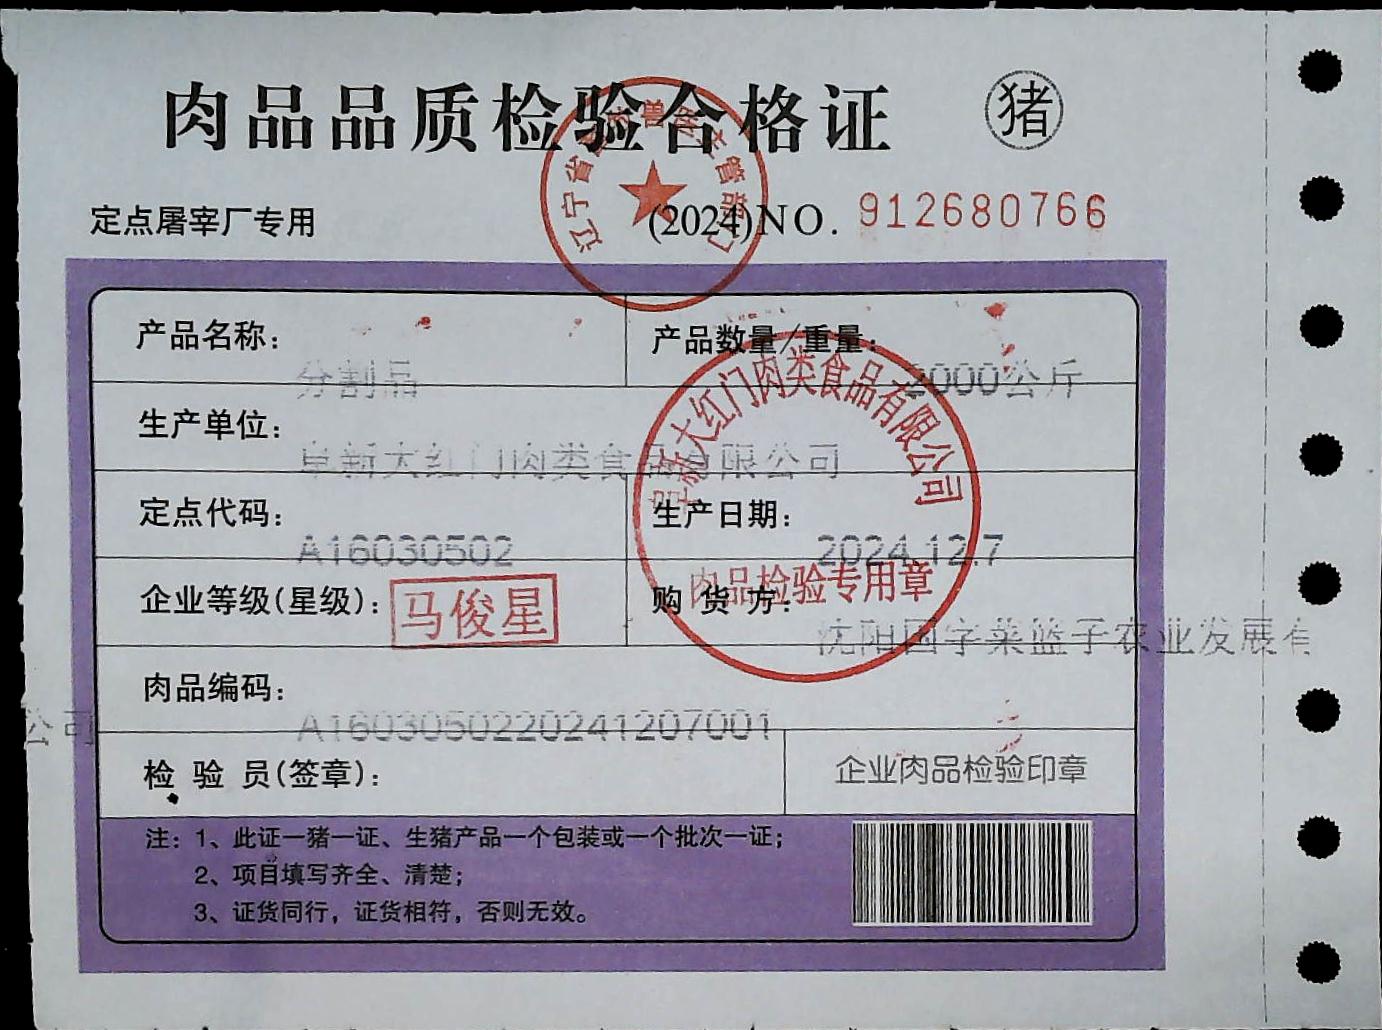 肉品品质检验合格证 猪
定点屠宰厂专用 (2024)NO. 912680766
辽宁省 主管部门
产品名称: 分割品 产品数量/重量: 2000公斤
生产单位: 阜新大红门肉类食品有限公司
定点代码: A16030502 生产日期: 2024.12.7
企业等级(星级): 马俊星 购 货 方: 沈阳国字菜篮子农业发展有
公司
肉品编码: A1603050220241207001
阜新大红门肉类食品有限公司
肉品检验专用章
检 验 员(签章): 企业肉品检验印章
注: 1、此证一猪一证、生猪产品一个包装或一个批次一证;
2、项目填写齐全、清楚;
3、证货同行，证货相符，否则无效。